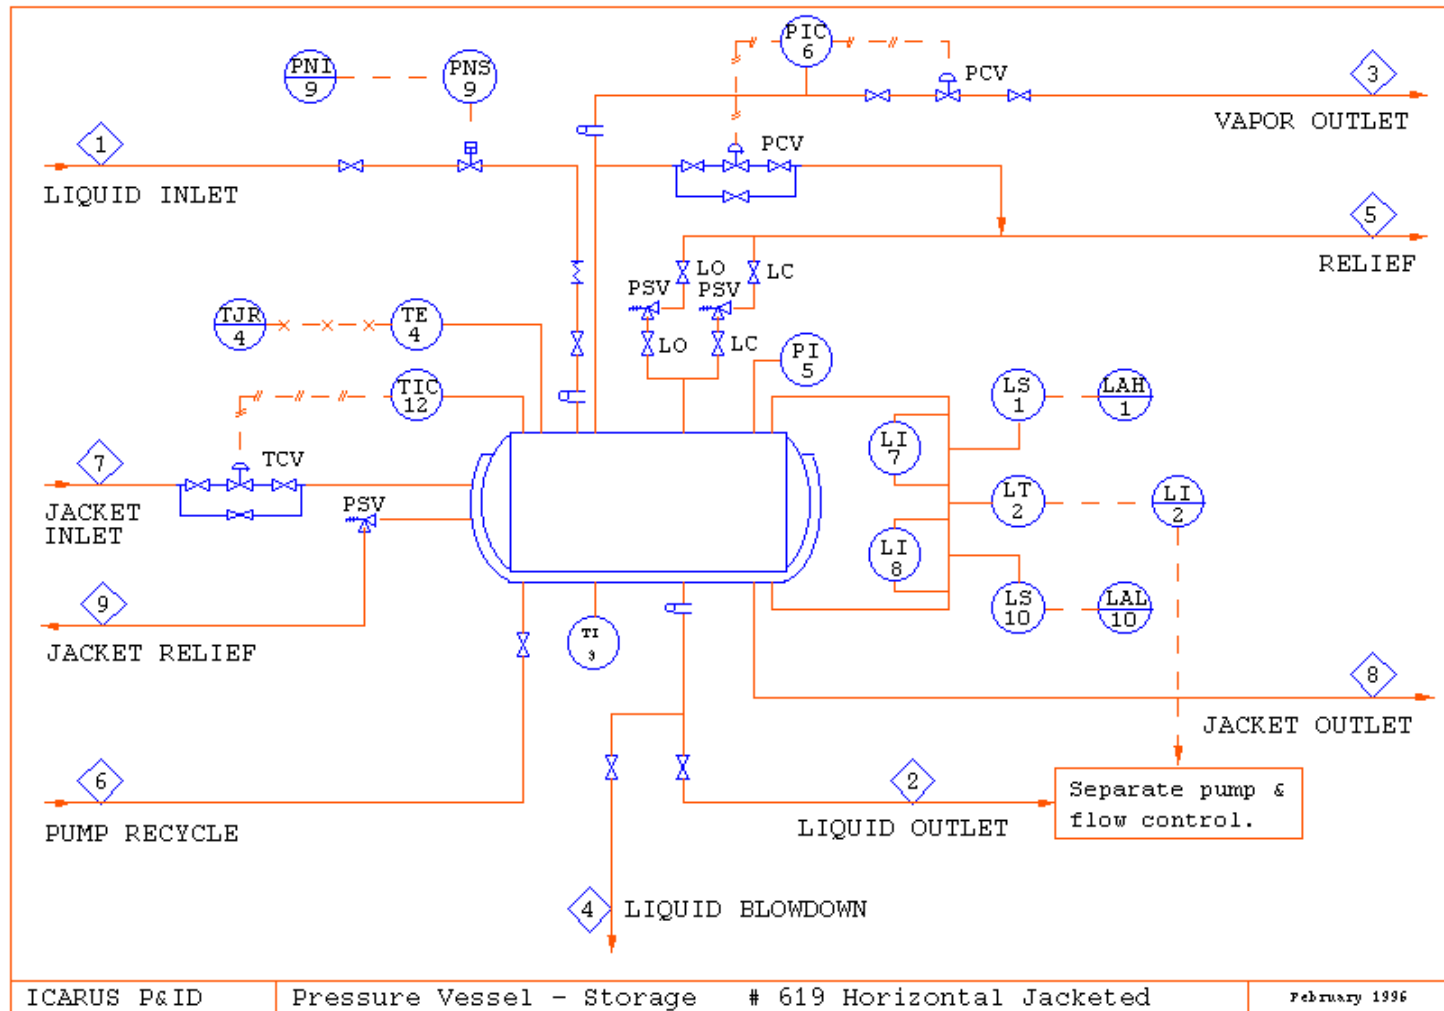 PIC
6
PNI
9
PNS
9
PCV
3
VAPOR OUTLET
1
LIQUID INLET
PCV
5
RELIEF
LO
LC
PSV
PSV
TJR
4
TE
4
LO
LC
PI
5
TIC
12
LS
1
LAH
1
LI
7
7
TCV
JACKET
INLET
PSV
LT
2
LI
2
LI
8
LS
10
LAL
10
9
JACKET RELIEF
TI
3
8
JACKET OUTLET
6
PUMP RECYCLE
2
LIQUID OUTLET
Separate pump &
flow control.
4
LIQUID BLOWDOWN
ICARUS P&ID
Pressure Vessel - Storage # 619 Horizontal Jacketed
February 1996